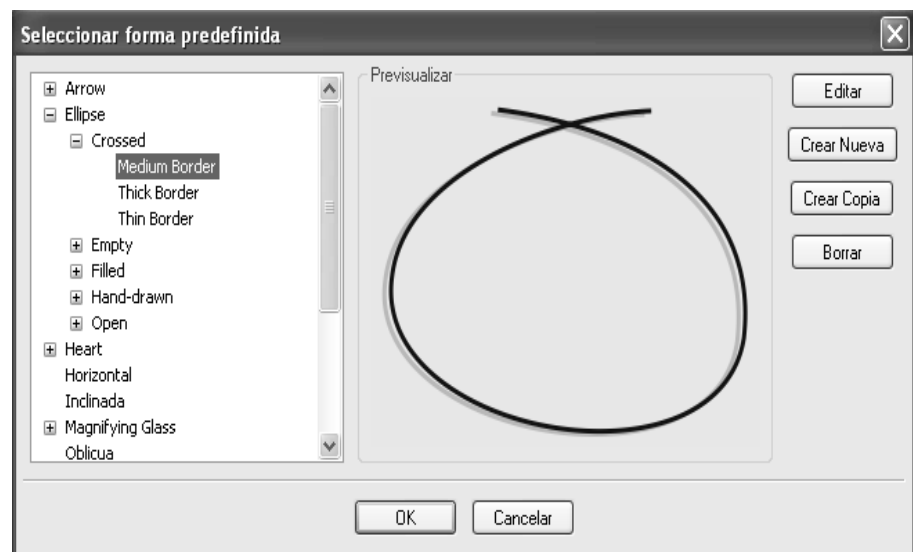 Seleccionar forma predefinida
Arrow
Ellipse
Crossed
Medium Border
Thick Border
Thin Border
Empty
Filled
Hand-drawn
Open
Heart
Horizontal
Inclinada
Magnifying Glass
Oblicua
Previsualizar
Editar
Crear Nueva
Crear Copia
Borrar
OK
Cancelar